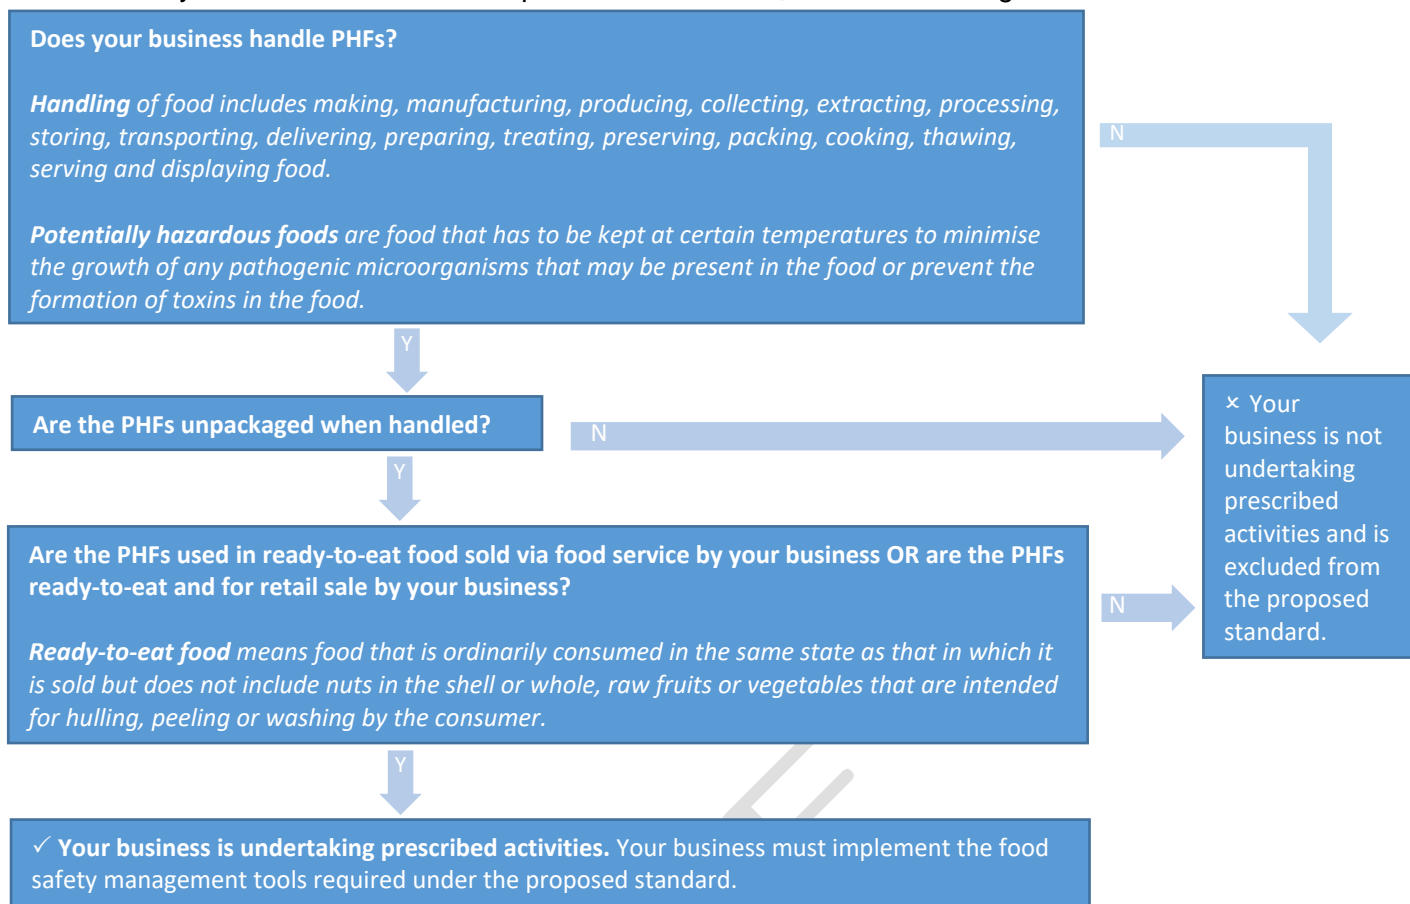 Does your business handle PHFs?
Handling of food includes making, manufacturing, producing, collecting, extracting, processing,
storing, transporting, delivering, preparing, treating, preserving, packing, cooking, thawing,
serving and displaying food.
Potentially hazardous foods are food that has to be kept at certain temperatures to minimise
the growth of any pathogenic microorganisms that may be present in the food or prevent the
formation of toxins in the food.
N
Y
Are the PHFs unpackaged when handled?
N
Y
Are the PHFs used in ready-to-eat food sold via food service by your business OR are the PHFs
ready-to-eat and for retail sale by your business?
Ready-to-eat food means food that is ordinarily consumed in the same state as that in which it
is sold but does not include nuts in the shell or whole, raw fruits or vegetables that are intended
for hulling, peeling or washing by the consumer.
N
Y
× Your
business is not
undertaking
prescribed
activities and is
excluded from
the proposed
standard.
✓ Your business is undertaking prescribed activities. Your business must implement the food
safety management tools required under the proposed standard.